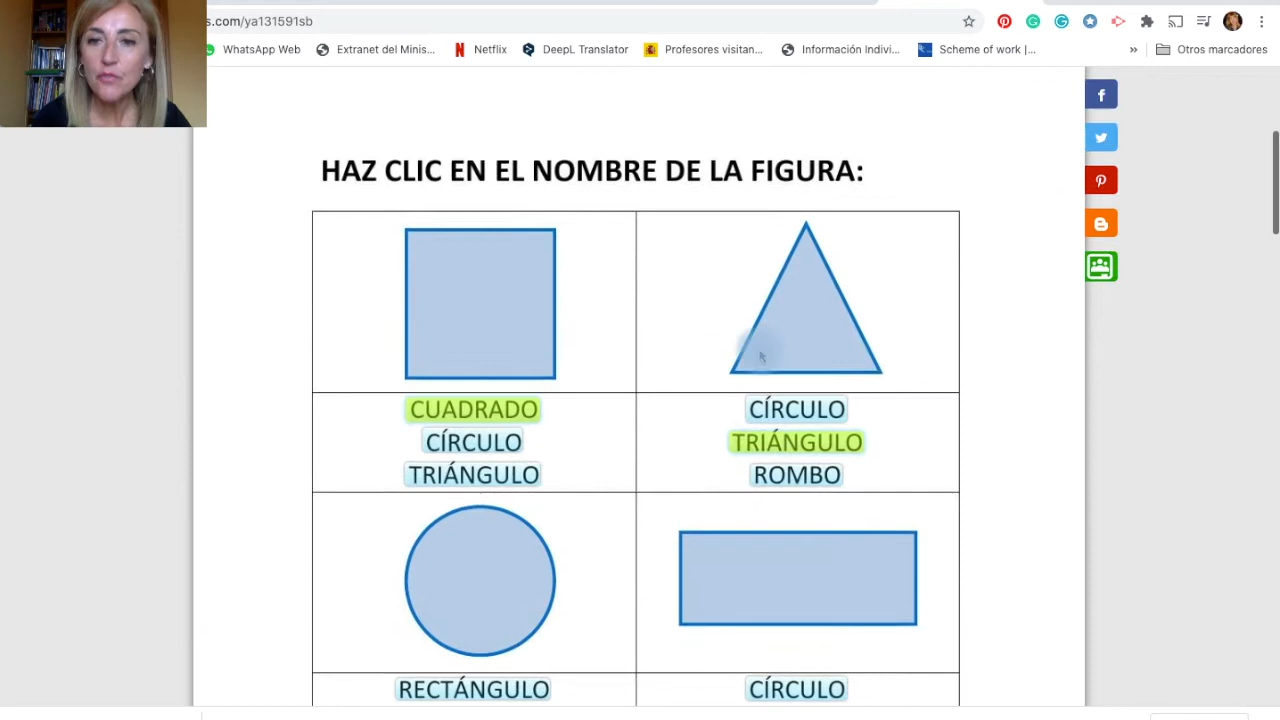 s.com/ya131591sb
WhatsApp Web
Extranet del Minis...
Netflix
DeepL Translator
Profesores visitan...
Información Indivi...
Scheme of work |...
»
Otros marcadores
HAZ CLIC EN EL NOMBRE DE LA FIGURA:
CUADRADO
CÍRCULO
TRIÁNGULO
CÍRCULO
TRIÁNGULO
ROMBO
RECTÁNGULO
CÍRCULO